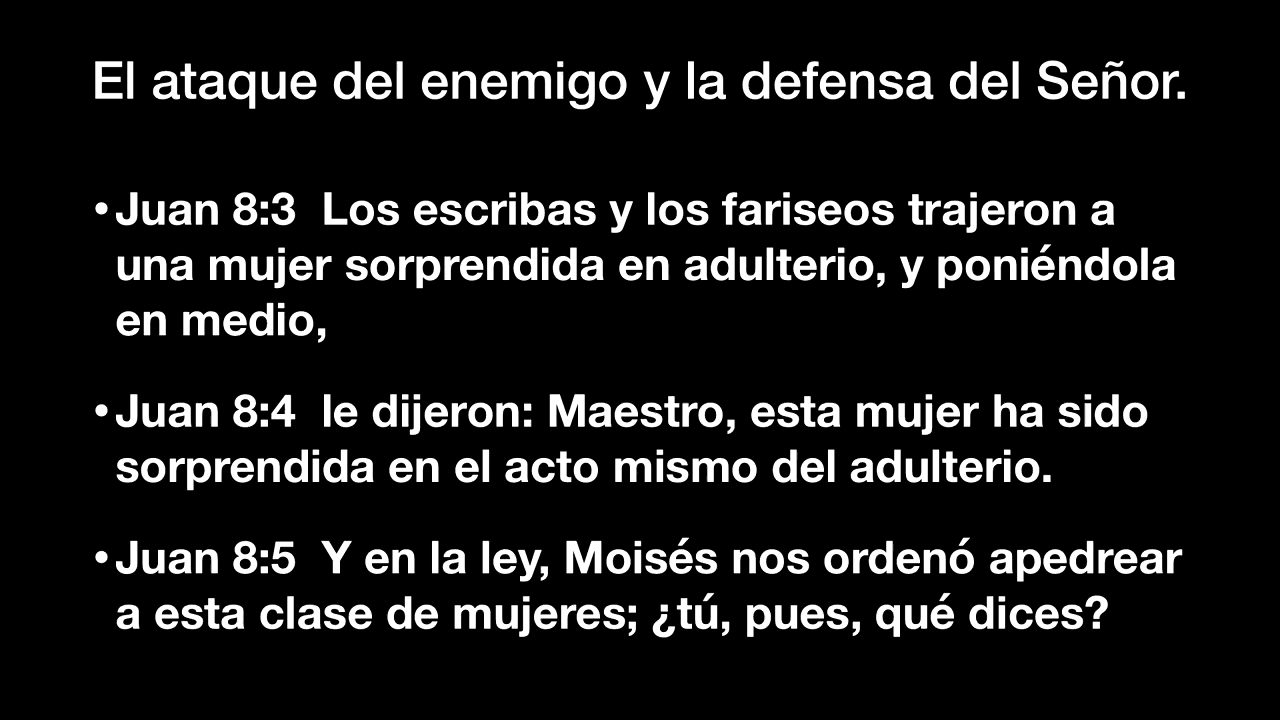 El ataque del enemigo y la defensa del Señor.
• Juan 8:3  Los escribas y los fariseos trajeron a
una mujer sorprendida en adulterio, y poniéndola
en medio,
• Juan 8:4  le dijeron: Maestro, esta mujer ha sido
sorprendida en el acto mismo del adulterio.
• Juan 8:5  Y en la ley, Moisés nos ordenó apedrear
a esta clase de mujeres; ¿tú, pues, qué dices?